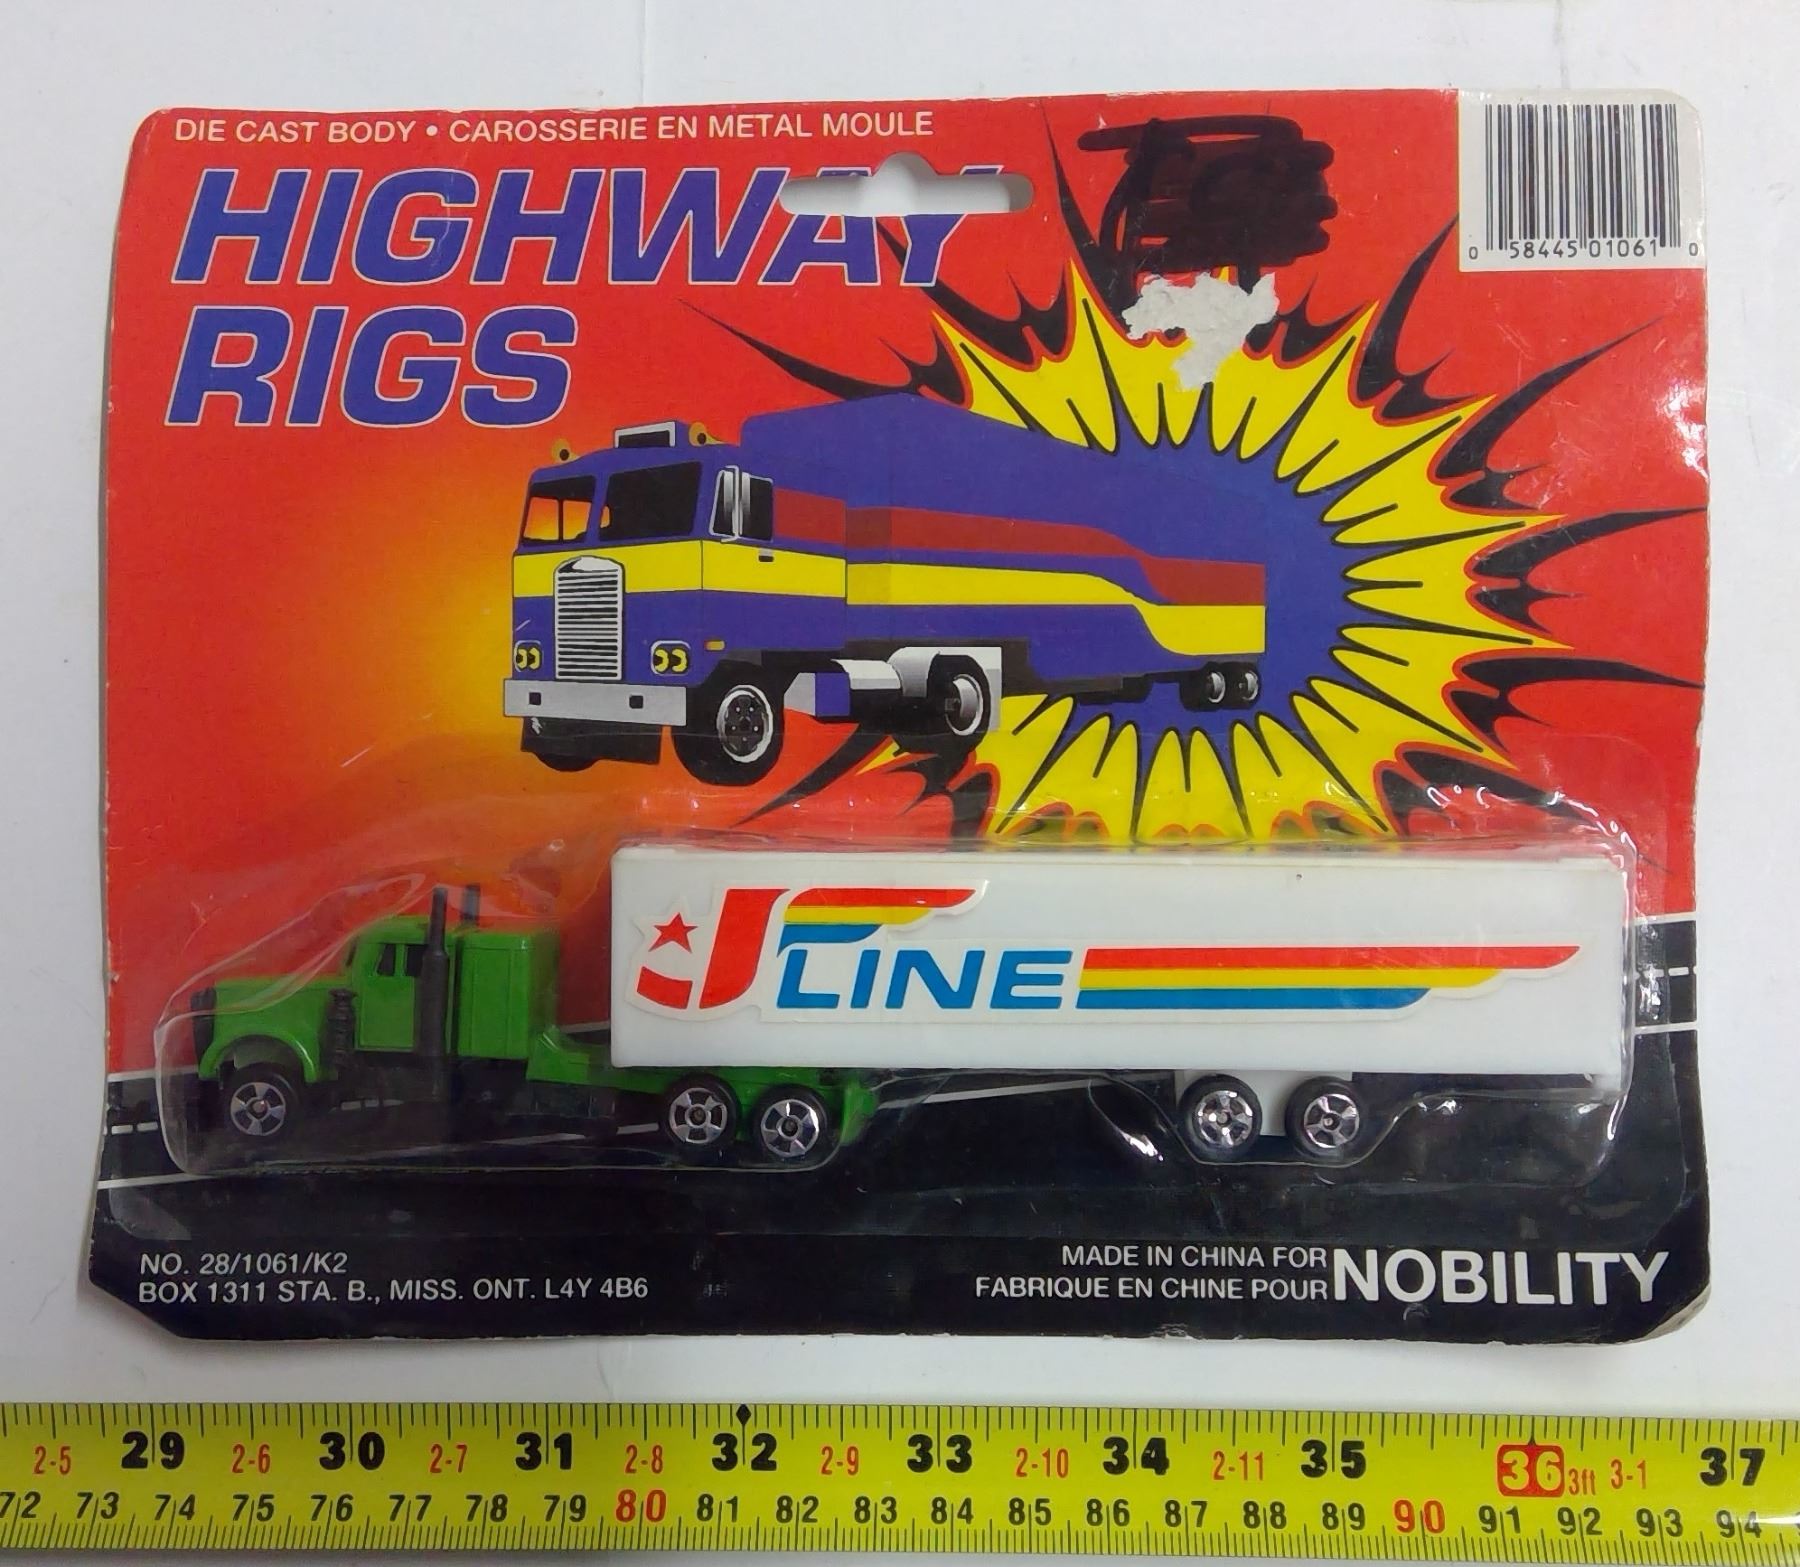 DIE CAST BODY • CAROSSERIE EN METAL MOULE
HIGHWAY
RIGS
0 58445 01061 0
J LINE
NO. 28/1061/K2
BOX 1311 STA. B., MISS. ONT. L4Y 4B6
MADE IN CHINA FOR
FABRIQUE EN CHINE POUR
NOBILITY
2-5 29 2-6 30 2-7 31 2-8 32 2-9 33 2-10 34 2-11 35 36 3ft 3-1 37
72 73 74 75 76 77 78 79 80 81 82 83 84 85 86 87 88 89 90 91 92 93 94